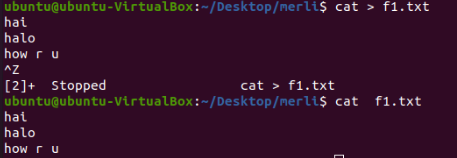 ubuntu@ubuntu-VirtualBox:~/Desktop/merli$ cat > f1.txt
hai
halo
how r u
^Z
[2]+  Stopped                 cat > f1.txt
ubuntu@ubuntu-VirtualBox:~/Desktop/merli$ cat  f1.txt
hai
halo
how r u